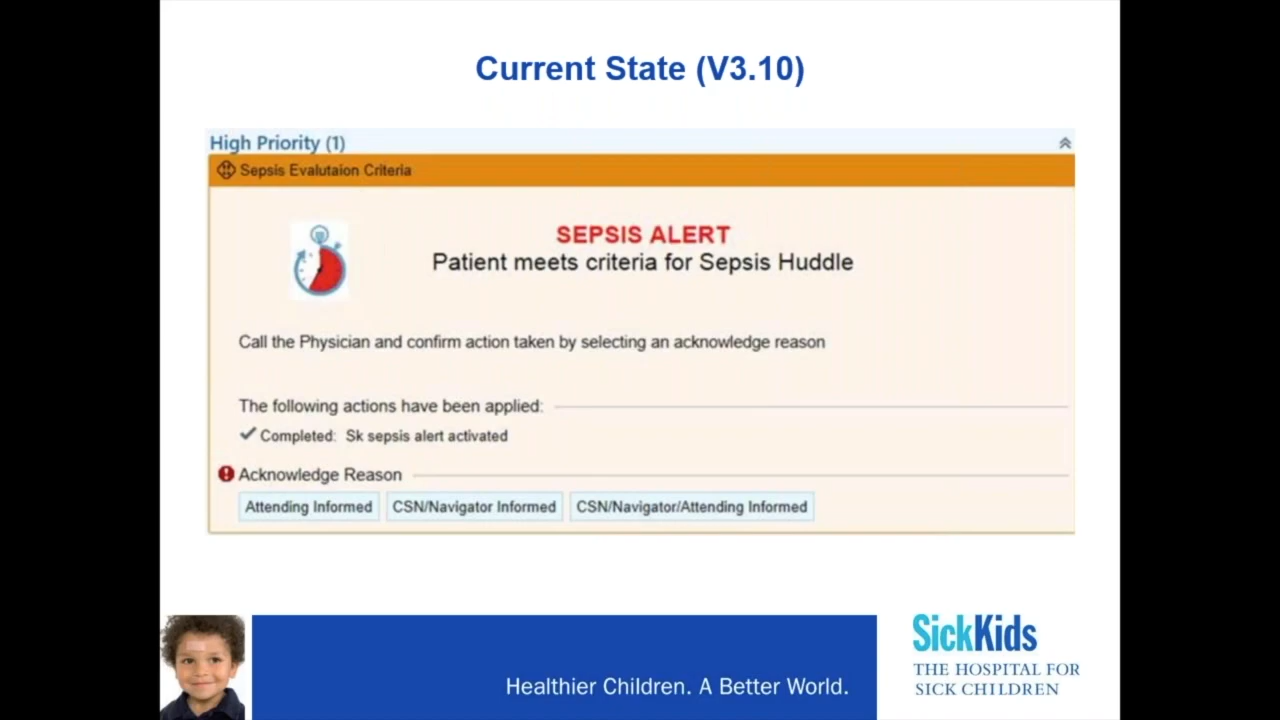 Current State (V3.10)
High Priority (1)
Sepsis Evalutaion Criteria
SEPSIS ALERT
Patient meets criteria for Sepsis Huddle
Call the Physician and confirm action taken by selecting an acknowledge reason
The following actions have been applied:
Completed: Sk sepsis alert activated
Acknowledge Reason
Attending Informed CSN/Navigator Informed CSN/Navigator/Attending Informed
Healthier Children. A Better World.
SickKids
THE HOSPITAL FOR
SICK CHILDREN